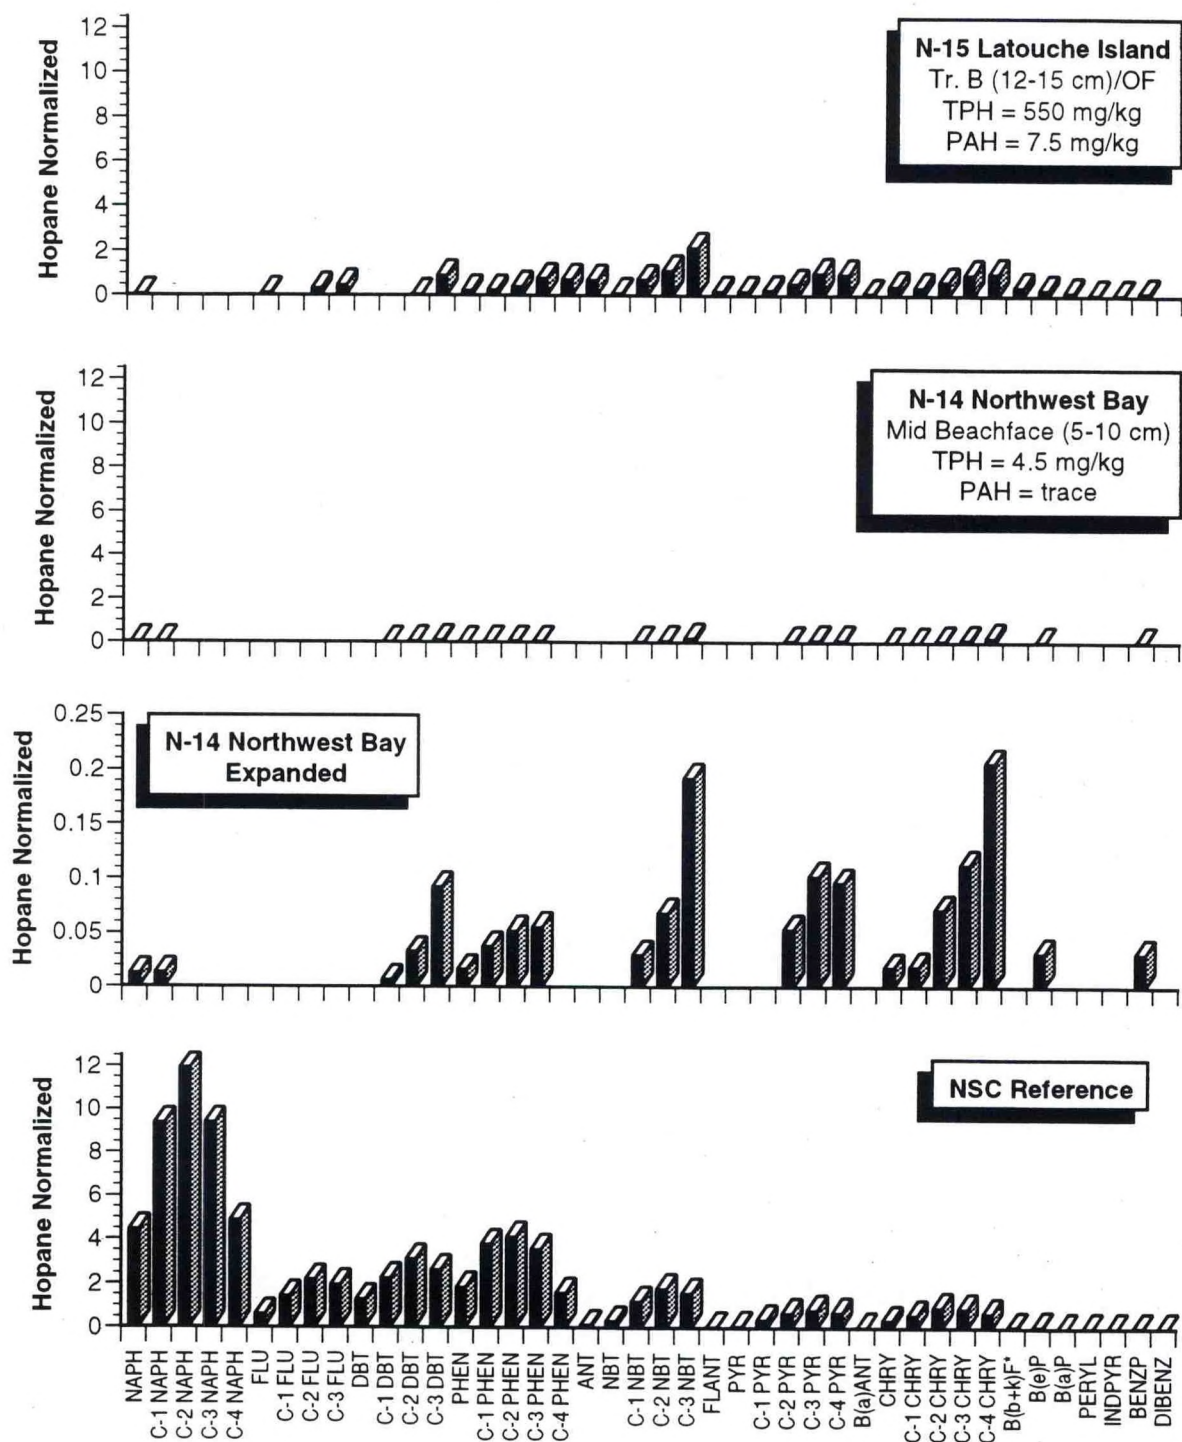 Hopane Normalized
12
10
8
6
4
2
0
N-15 Latouche Island
Tr. B (12-15 cm)/OF
TPH = 550 mg/kg
PAH = 7.5 mg/kg
Hopane Normalized
12
10
8
6
4
2
0
N-14 Northwest Bay
Mid Beachface (5-10 cm)
TPH = 4.5 mg/kg
PAH = trace
Hopane Normalized
0.25
0.2
0.15
0.1
0.05
0
N-14 Northwest Bay
Expanded
Hopane Normalized
12
10
8
6
4
2
0
NSC Reference
NAPH
C-1 NAPH
C-2 NAPH
C-3 NAPH
C-4 NAPH
FLU
C-1 FLU
C-2 FLU
C-3 FLU
DBT
C-1 DBT
C-2 DBT
C-3 DBT
PHEN
C-1 PHEN
C-2 PHEN
C-3 PHEN
C-4 PHEN
ANT
NBT
C-1 NBT
C-2 NBT
C-3 NBT
FLANT
PYR
C-1 PYR
C-2 PYR
C-3 PYR
C-4 PYR
B(a)ANT
CHRY
C-1 CHRY
C-2 CHRY
C-3 CHRY
C-4 CHRY
B(b+k)F*
B(e)P
B(a)P
PERYL
INDPYR
BENZP
DIBENZ